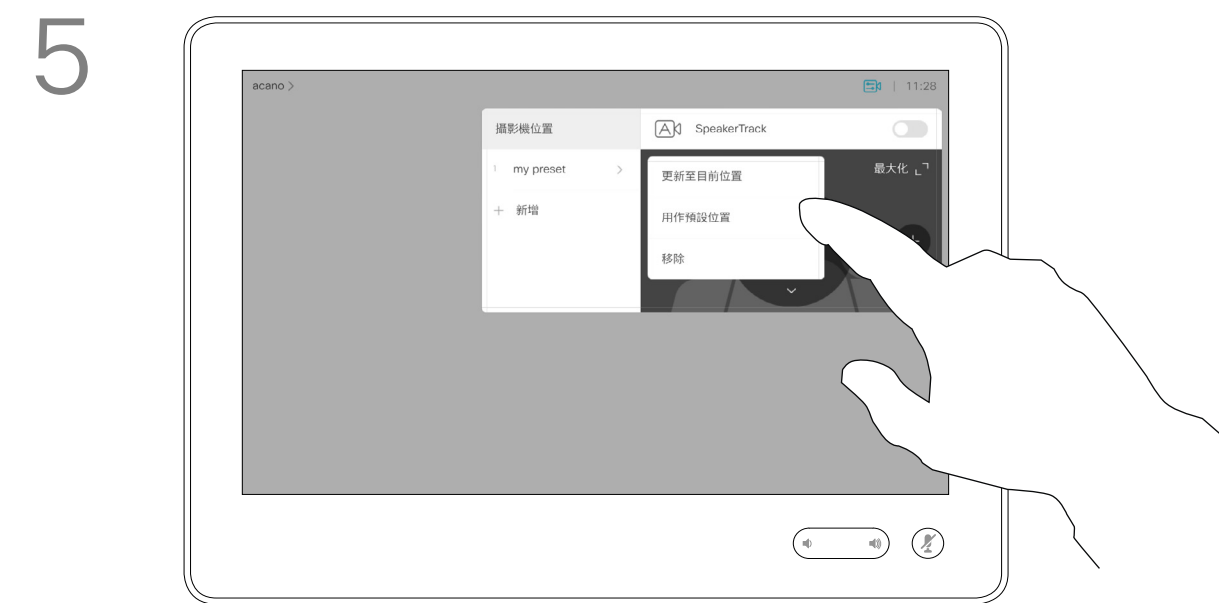 5
acano >
11:28
攝影機位置
SpeakerTrack
1 my preset >
最大化
更新至目前位置
+ 新增
用作預設位置
移除